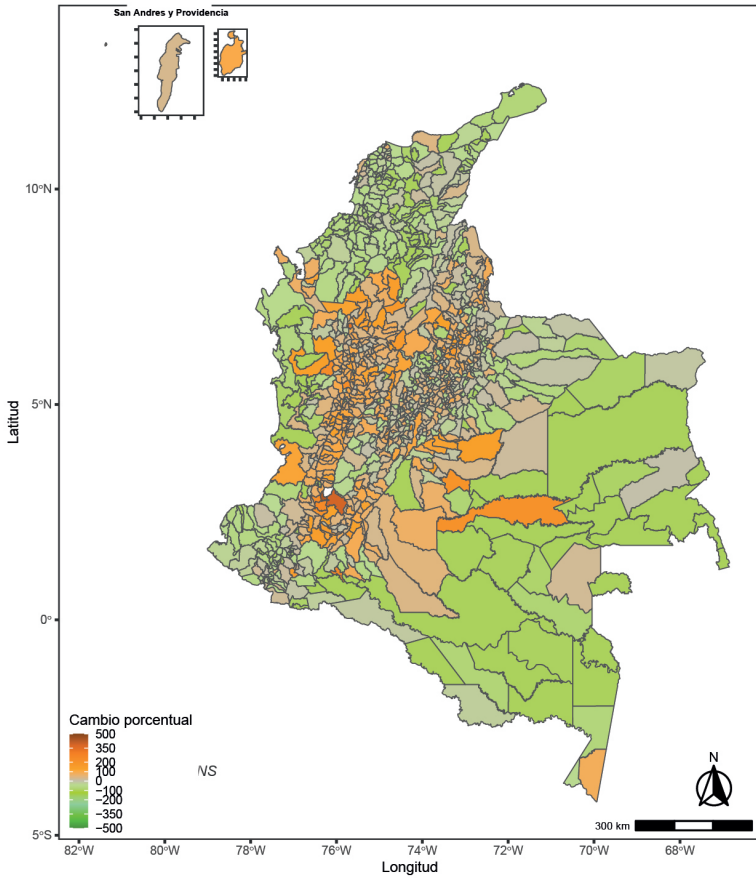 San Andres y Providencia
10°N
5°N
0°
5°S
Latitud
Cambio porcentual
500
350
200
100
0
−100
−200
−350
−500
NS
N
300 km
82°W
80°W
78°W
76°W
74°W
72°W
70°W
68°W
Longitud